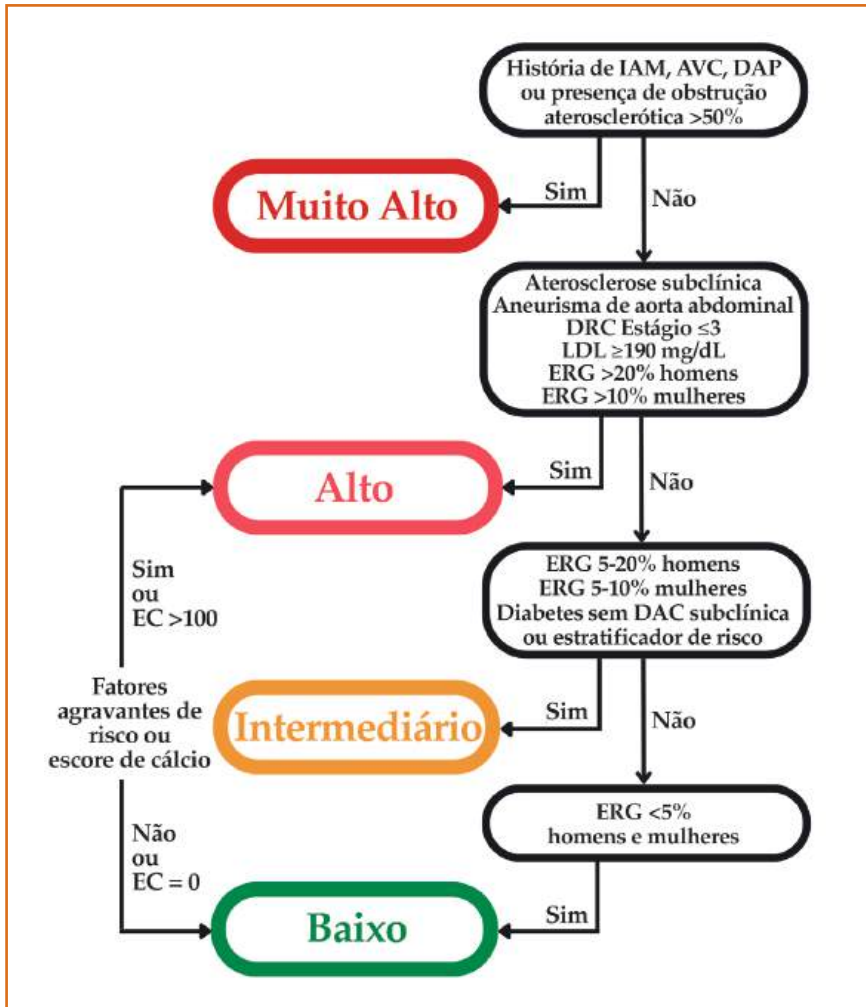 História de IAM, AVC, DAP
ou presença de obstrução
aterosclerótica >50%
Sim
Não
Muito Alto
Aterosclerose subclínica
Aneurisma de aorta abdominal
DRC Estágio ≤3
LDL ≥190 mg/dL
ERG >20% homens
ERG >10% mulheres
Sim
Não
Alto
ERG 5-20% homens
ERG 5-10% mulheres
Diabetes sem DAC subclínica
ou estratificador de risco
Sim
Não
Intermediário
Sim
ou
EC >100
Fatores
agravantes de
risco ou
escore de cálcio
Não
ou
EC = 0
ERG <5%
homens e mulheres
Sim
Baixo